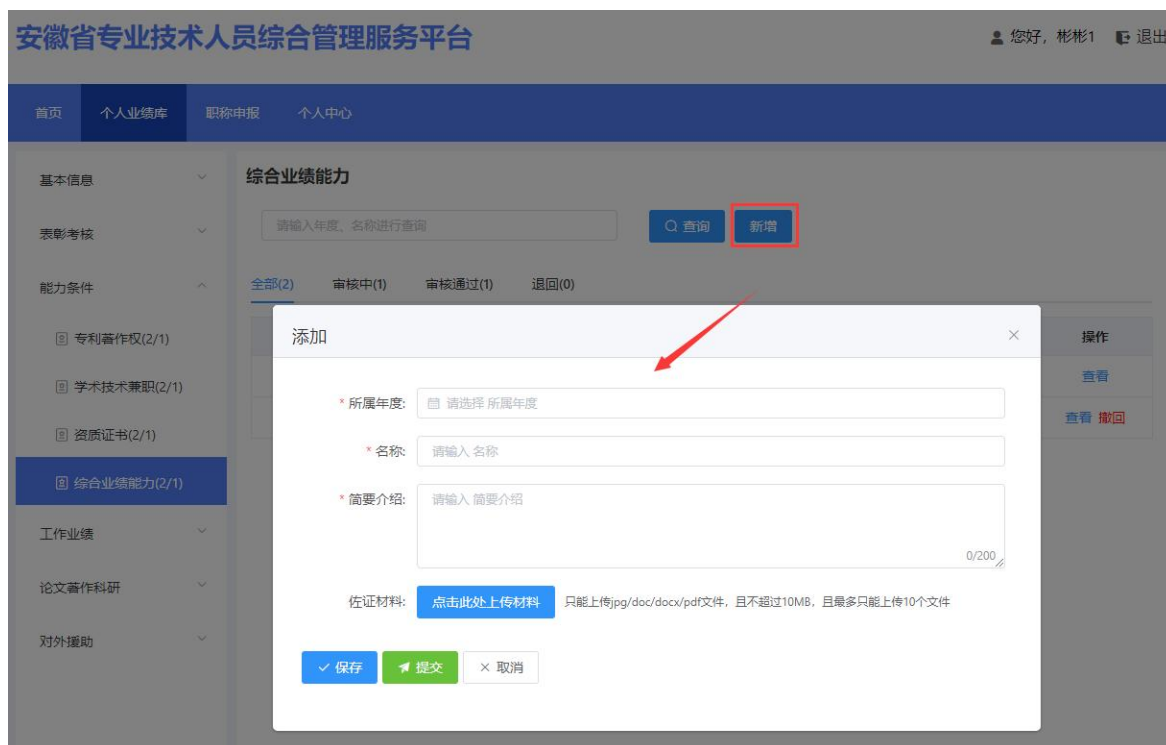 安徽省专业技术人员综合管理服务平台
您好，彬彬1 退出
首页 个人业绩库 职称申报 个人中心
基本信息
表彰考核
能力条件
专利著作权(2/1)
学术技术兼职(2/1)
资质证书(2/1)
综合业绩能力(2/1)
工作业绩
论文著作科研
对外援助
综合业绩能力
请输入年度、名称进行查询 查询 新增
全部(2) 审核中(1) 审核通过(1) 退回(0)
操作
查看
查看 撤回
添加
* 所属年度: 请选择 所属年度
* 名称: 请输入 名称
* 简要介绍: 请输入 简要介绍
0/200
佐证材料: 点击此处上传材料 只能上传jpg/doc/docx/pdf文件，且不超过10MB，且最多只能上传10个文件
保存 提交 取消